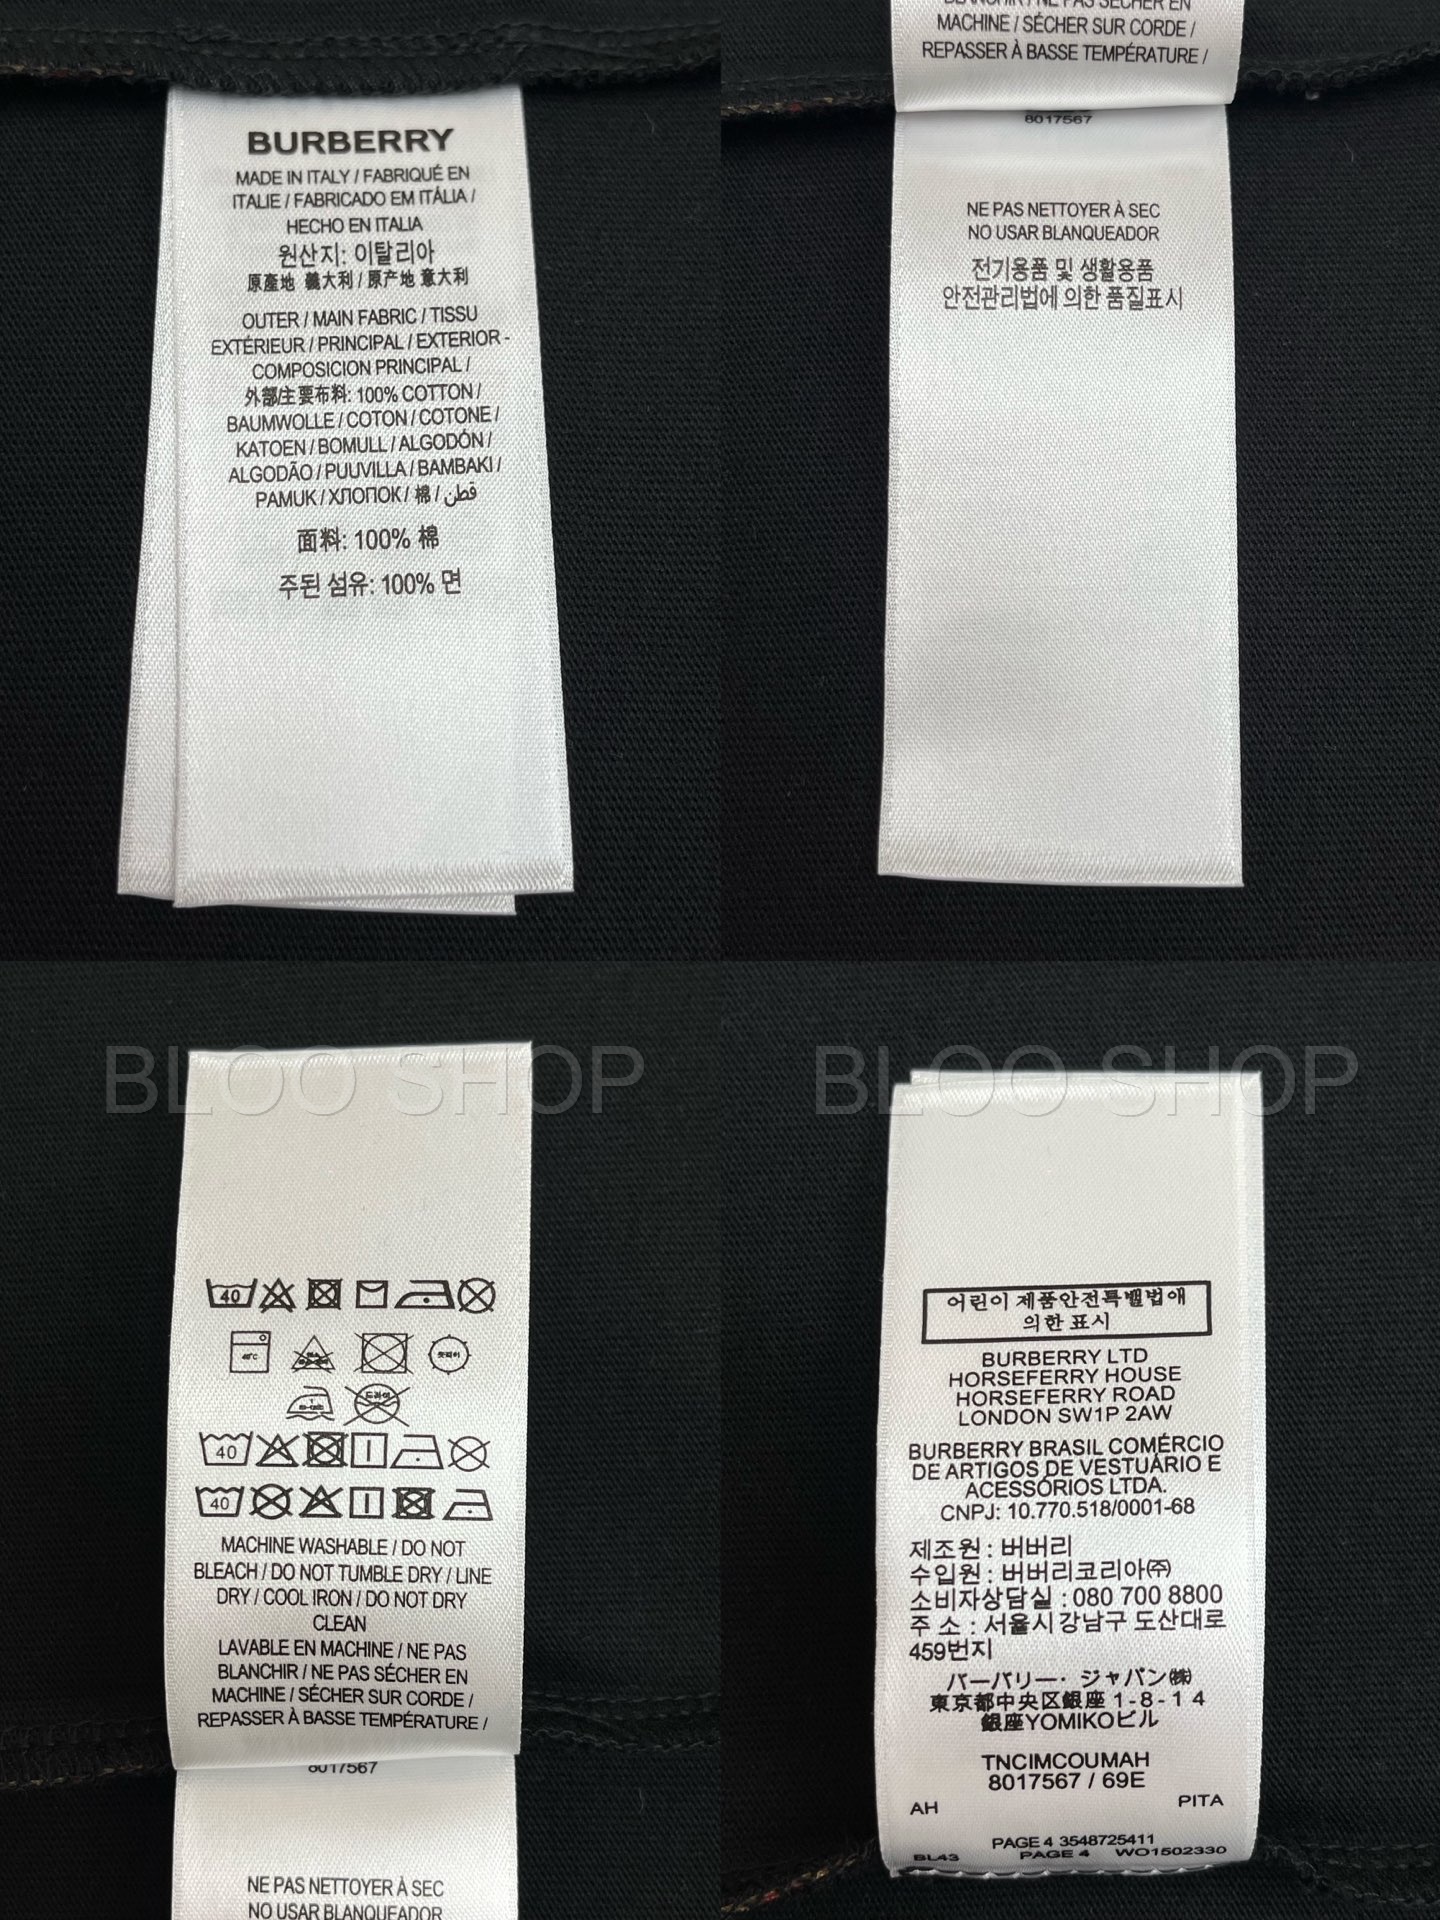 BURBERRY
MADE IN ITALY / FABRIQUÉ EN
ITALIE / FABRICADO EM ITÁLIA /
HECHO EN ITALIA
원산지: 이탈리아
原產地 義大利 / 原产地 意大利
OUTER / MAIN FABRIC / TISSU
EXTÉRIEUR / PRINCIPAL / EXTERIOR -
COMPOSICION PRINCIPAL /
外部/主要布料: 100% COTTON /
BAUMWOLLE / COTON / COTONE /
KATOEN / BOMULL / ALGODÓN /
ALGODÃO / PUUVILLA / BAMBAKI /
PAMUK / ХЛОПОК / 棉 / قطن
面料: 100% 棉
주된 섬유: 100% 면
MACHINE / SÉCHER SUR CORDE /
REPASSER À BASSE TEMPÉRATURE /
8017567
NE PAS NETTOYER À SEC
NO USAR BLANQUEADOR
전기용품 및 생활용품
안전관리법에 의한 품질표시
BLOO SHOP
40
40°C
40
40
MACHINE WASHABLE / DO NOT
BLEACH / DO NOT TUMBLE DRY / LINE
DRY / COOL IRON / DO NOT DRY
CLEAN
LAVABLE EN MACHINE / NE PAS
BLANCHIR / NE PAS SÉCHER EN
MACHINE / SÉCHER SUR CORDE /
REPASSER À BASSE TEMPÉRATURE /
8017567
NE PAS NETTOYER À SEC
NO USAR BLANQUEADOR
BLOO SHOP
어린이 제품안전특별법에
의한 표시
BURBERRY LTD
HORSEFERRY HOUSE
HORSEFERRY ROAD
LONDON SW1P 2AW
BURBERRY BRASIL COMÉRCIO
DE ARTIGOS DE VESTUÁRIO E
ACESSÓRIOS LTDA.
CNPJ: 10.770.518/0001-68
제조원 : 버버리
수입원 : 버버리코리아㈜
소비자상담실 : 080 700 8800
주 소 : 서울시 강남구 도산대로
459번지
バーバリー・ジャパン㈱
東京都中央区銀座 1 - 8 - 1 4
銀座YOMIKOビル
TNCIMCOUMAH
8017567 / 69E
AH PITA
PAGE 4 3548725411
BL43 PAGE 4 WO1502330